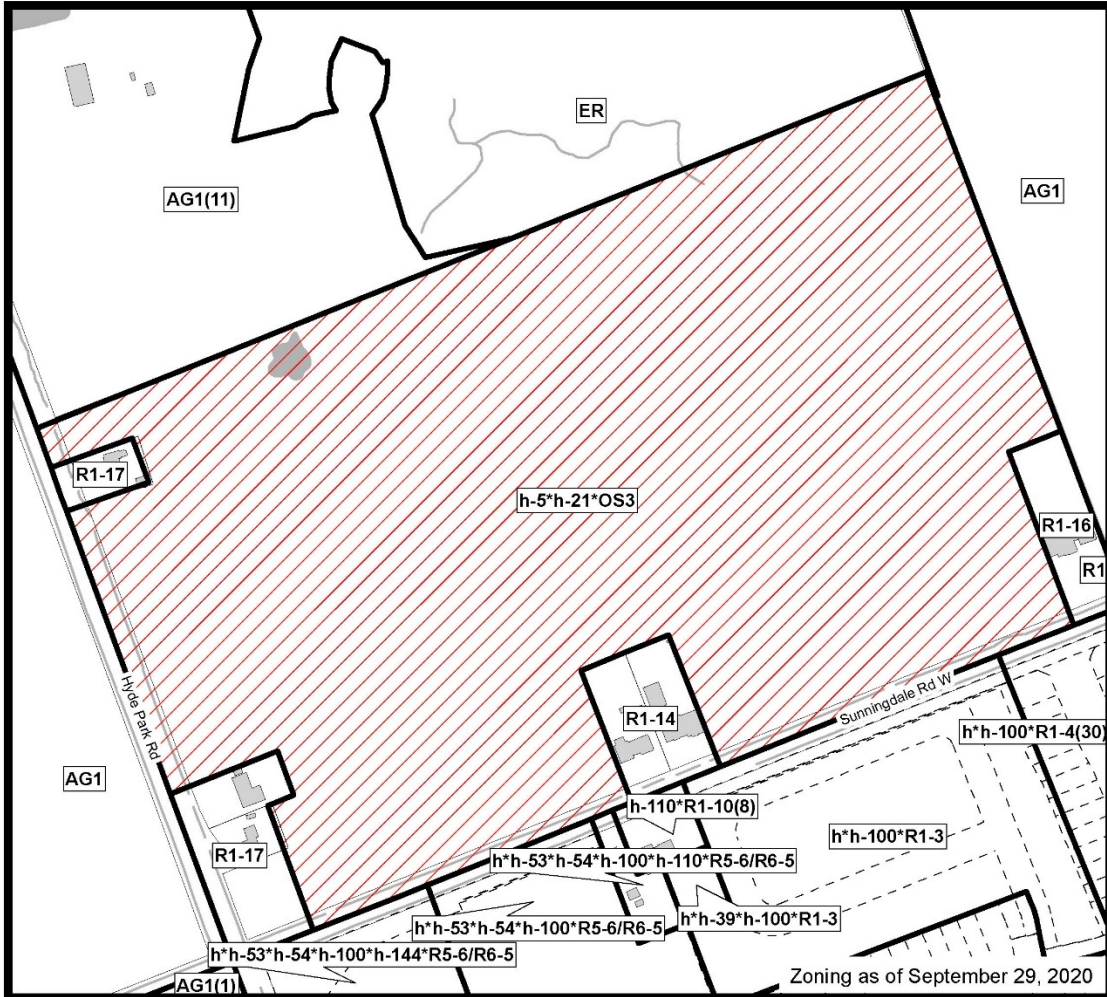 ER
AG1(11)
AG1
R1-17
h-5*h-21*OS3
R1-16
R1
Hyde Park Rd
R1-14
Sunningdale Rd W
h*h-100*R1-4(30)
AG1
h-110*R1-10(8)
h*h-100*R1-3
R1-17
h*h-53*h-54*h-100*h-110*R5-6/R6-5
h*h-39*h-100*R1-3
h*h-53*h-54*h-100*R5-6/R6-5
h*h-53*h-54*h-100*h-144*R5-6/R6-5
AG1(1)
Zoning as of September 29, 2020